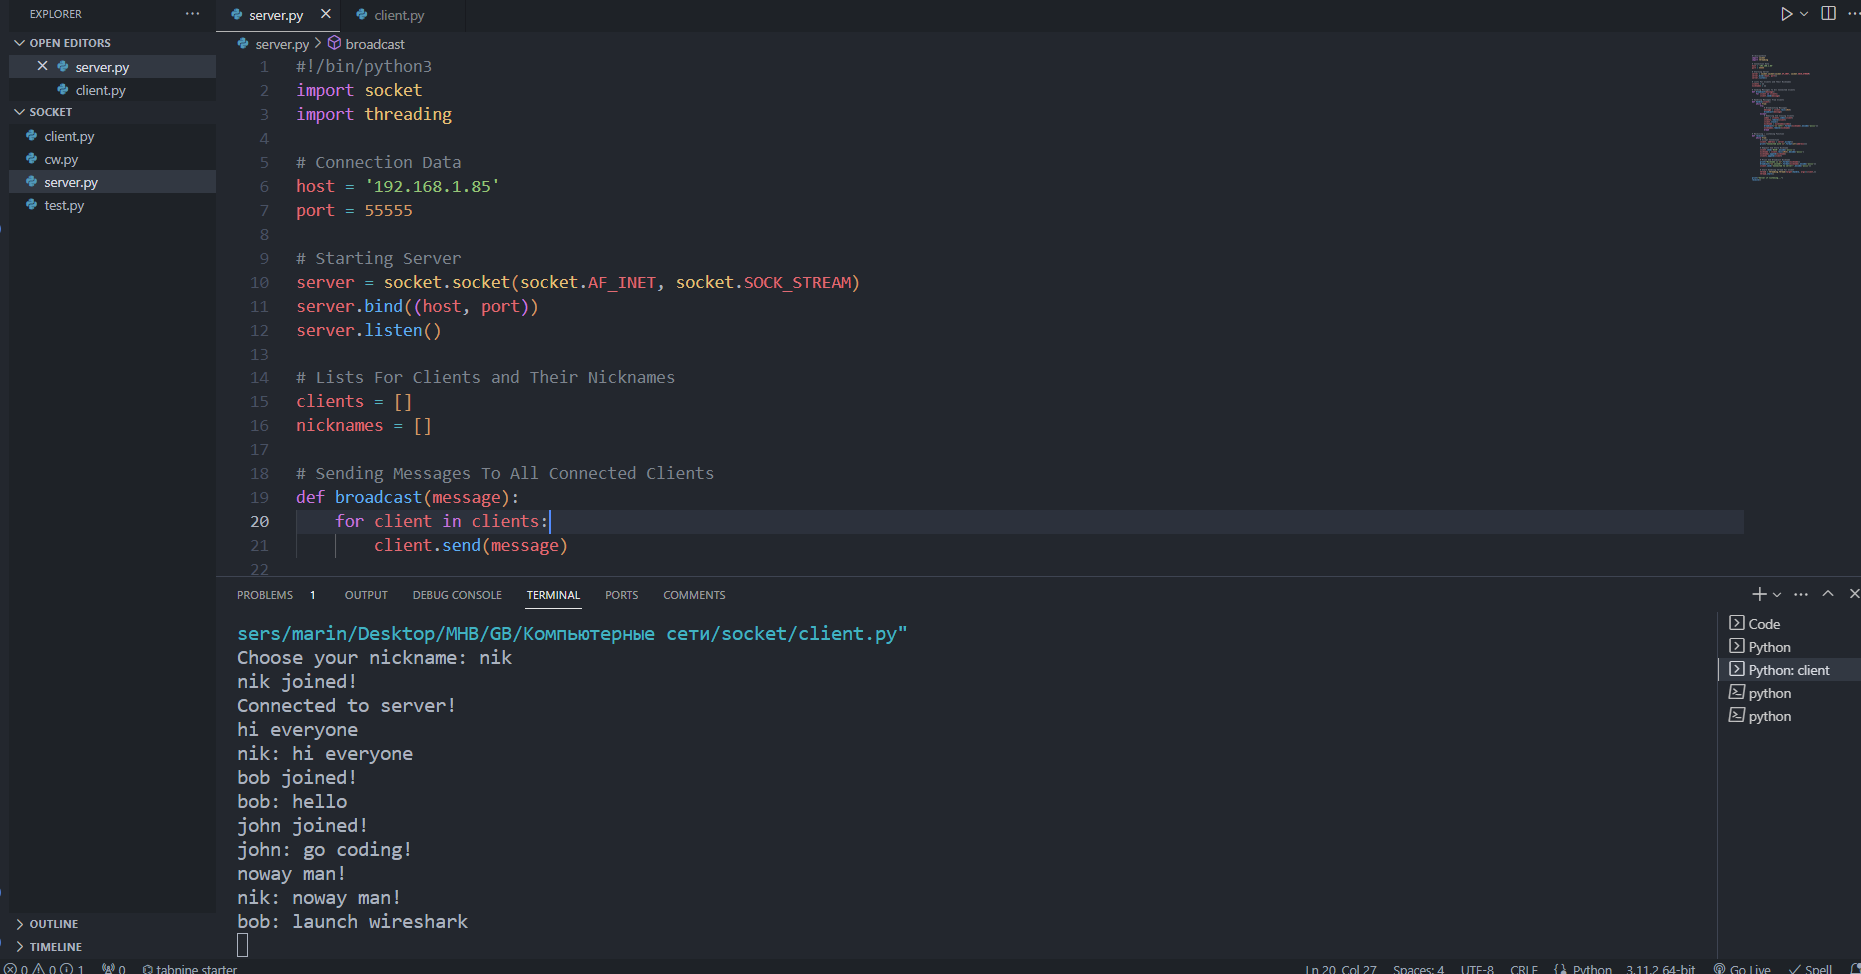 EXPLORER
OPEN EDITORS
server.py
client.py
SOCKET
client.py
cw.py
server.py
test.py
OUTLINE
TIMELINE
server.py
client.py
server.py > broadcast
1 #!/bin/python3
2 import socket
3 import threading
4
5 # Connection Data
6 host = '192.168.1.85'
7 port = 55555
8
9 # Starting Server
10 server = socket.socket(socket.AF_INET, socket.SOCK_STREAM)
11 server.bind((host, port))
12 server.listen()
13
14 # Lists For Clients and Their Nicknames
15 clients = []
16 nicknames = []
17
18 # Sending Messages To All Connected Clients
19 def broadcast(message):
20 for client in clients:
21 client.send(message)
22
PROBLEMS 1 OUTPUT DEBUG CONSOLE TERMINAL PORTS COMMENTS
sers/marin/Desktop/MHB/GB/Компьютерные сети/socket/client.py"
Choose your nickname: nik
nik joined!
Connected to server!
hi everyone
nik: hi everyone
bob joined!
bob: hello
john joined!
john: go coding!
noway man!
nik: noway man!
bob: launch wireshark
Code
Python
Python: client
python
python
0 0 1 0 tabnine starter Ln 20, Col 27 Spaces: 4 UTF-8 CRLF Python 3.11.2 64-bit Go Live Spell